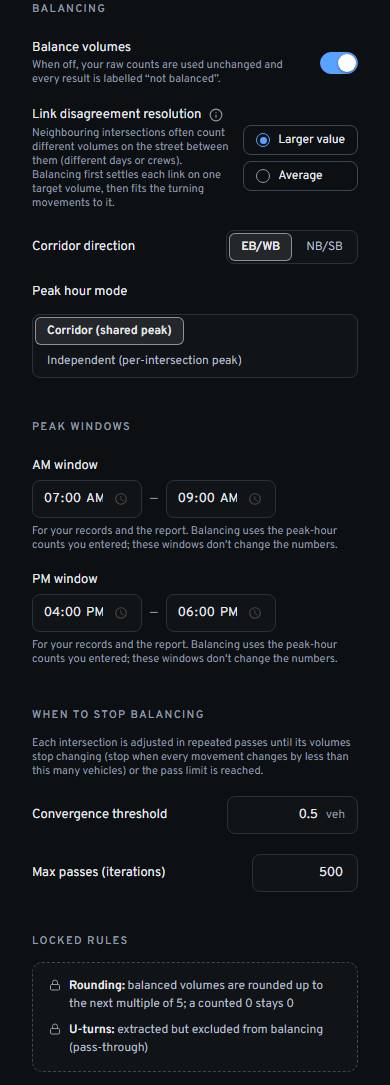 BALANCING
Balance volumes
When off, your raw counts are used unchanged and
every result is labelled “not balanced”.
Link disagreement resolution
Neighbouring intersections often count
different volumes on the street between
them (different days or crews).
Balancing first settles each link on one
target volume, then fits the turning
movements to it.
Larger value
Average
Corridor direction
EB/WB NB/SB
Peak hour mode
Corridor (shared peak)
Independent (per-intersection peak)
PEAK WINDOWS
AM window
07:00 AM – 09:00 AM
For your records and the report. Balancing uses the peak-hour
counts you entered; these windows don't change the numbers.
PM window
04:00 PM – 06:00 PM
For your records and the report. Balancing uses the peak-hour
counts you entered; these windows don't change the numbers.
WHEN TO STOP BALANCING
Each intersection is adjusted in repeated passes until its volumes
stop changing (stop when every movement changes by less than
this many vehicles) or the pass limit is reached.
Convergence threshold 0.5 veh
Max passes (iterations) 500
LOCKED RULES
Rounding: balanced volumes are rounded up to
the next multiple of 5; a counted 0 stays 0
U-turns: extracted but excluded from balancing
(pass-through)